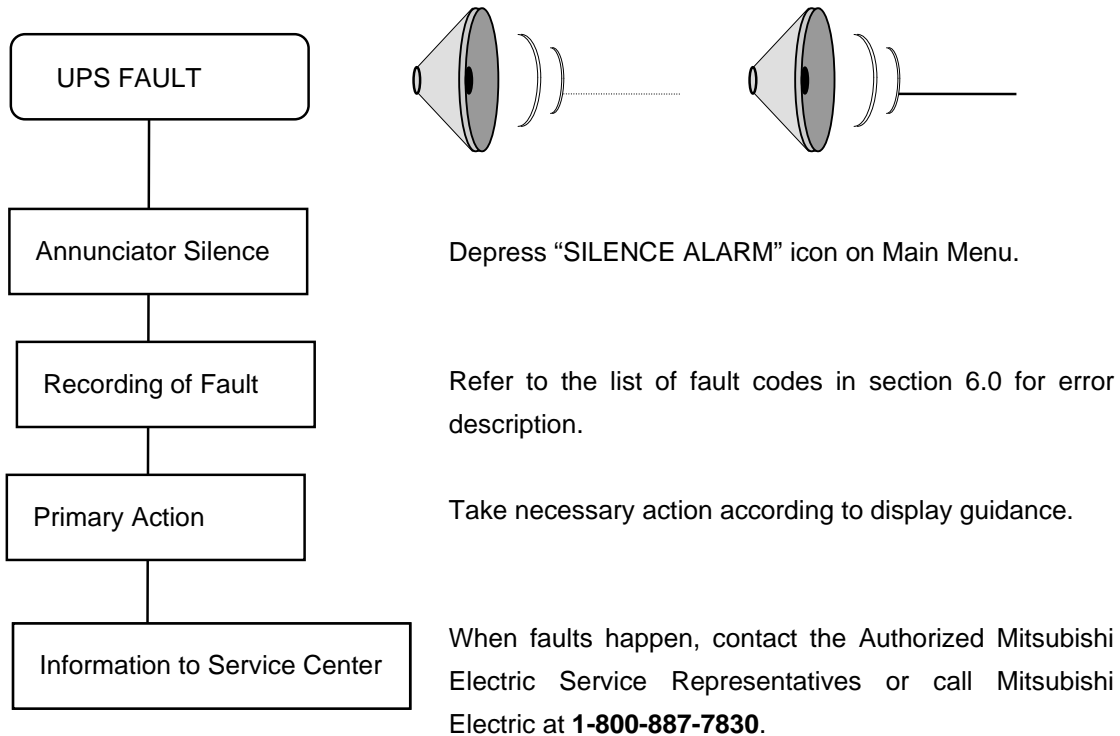 UPS FAULT
Annunciator Silence
Depress “SILENCE ALARM” icon on Main Menu.
Recording of Fault
Refer to the list of fault codes in section 6.0 for error
description.
Primary Action
Take necessary action according to display guidance.
Information to Service Center
When faults happen, contact the Authorized Mitsubishi
Electric Service Representatives or call Mitsubishi
Electric at 1-800-887-7830.